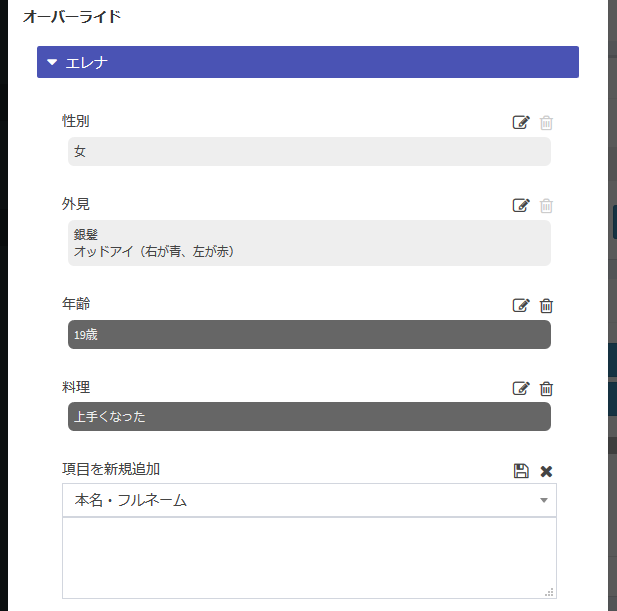 オーバーライド
エレナ
性別
女
外見
銀髪
オッドアイ（右が青、左が赤）
年齢
19歳
料理
上手くなった
項目を新規追加
本名・フルネーム